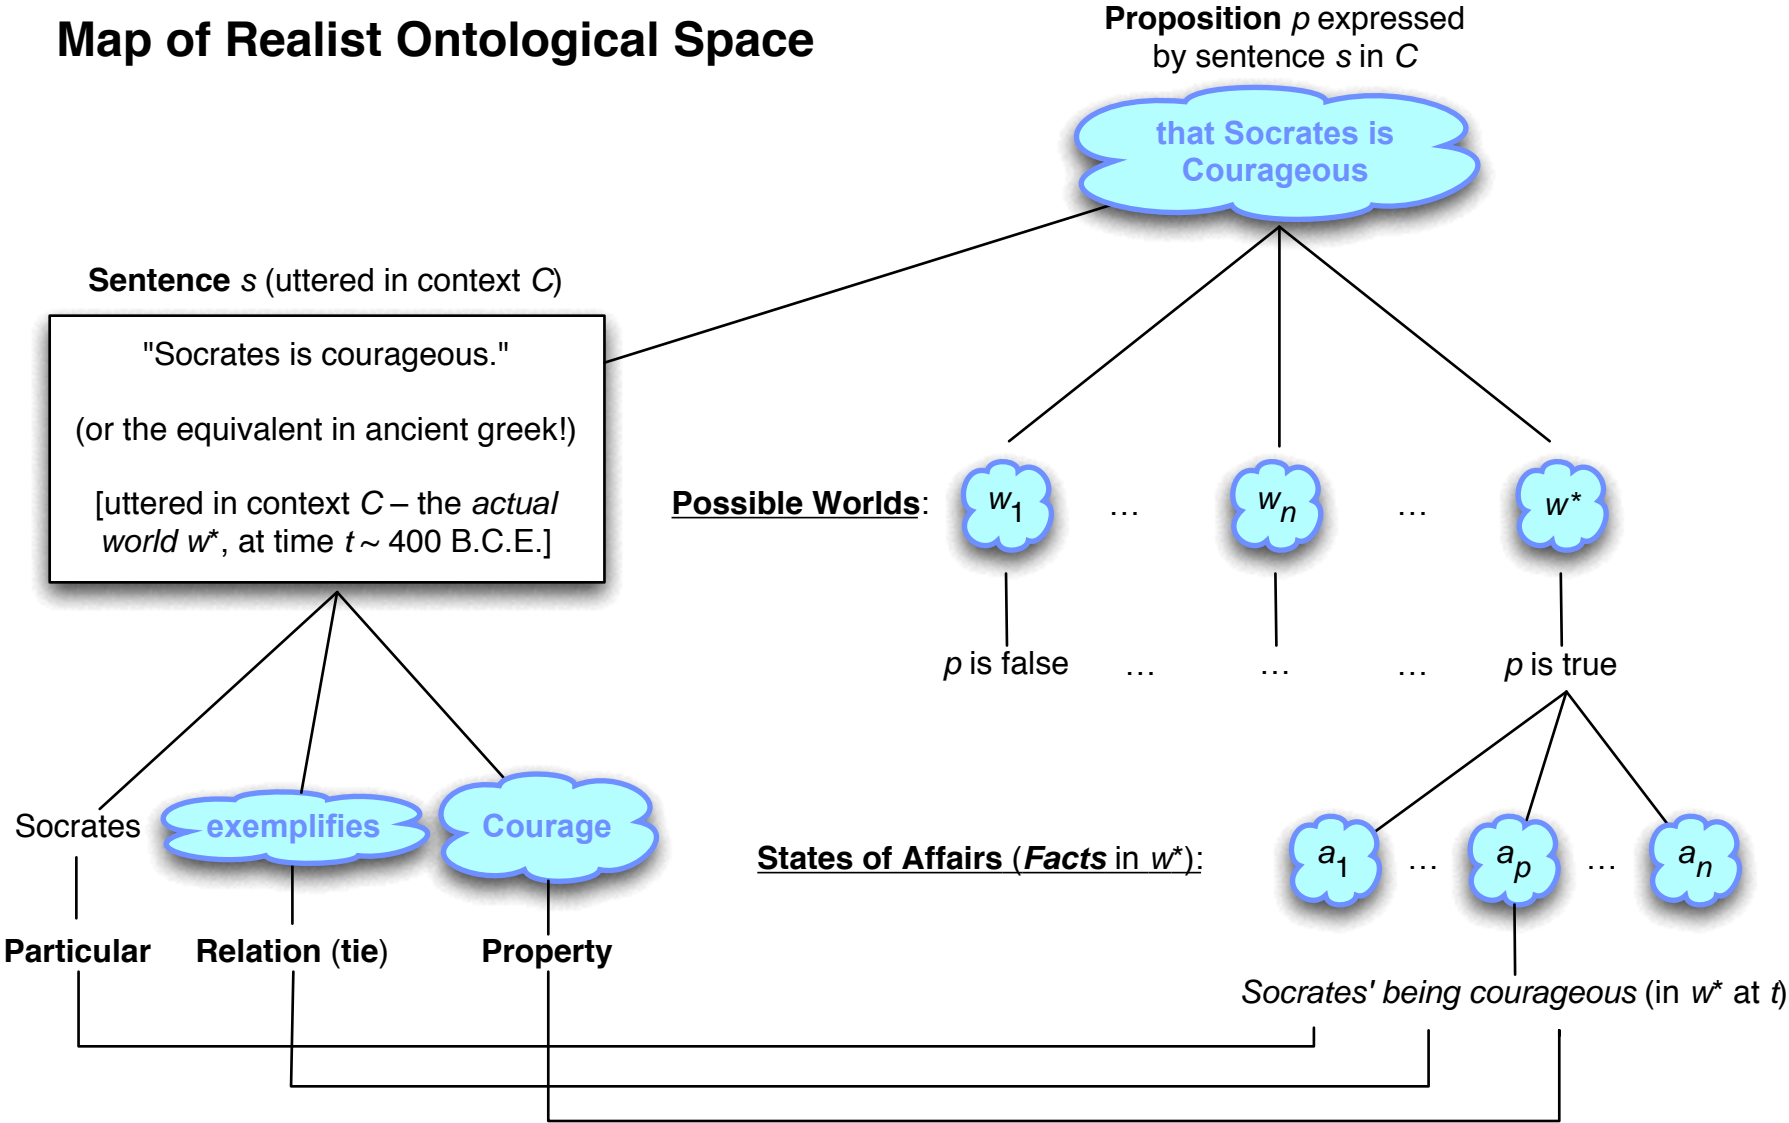 Map of Realist Ontological Space
Proposition p expressed
by sentence s in C
that Socrates is
Courageous
Sentence s (uttered in context C)
"Socrates is courageous."
(or the equivalent in ancient greek!)
[uttered in context C – the actual
world w*, at time t ~ 400 B.C.E.]
Possible Worlds: w1 ... wn ... w*
p is false ... ... ... p is true
Socrates exemplifies Courage
States of Affairs (Facts in w*): a1 ... ap ... an
Particular Relation (tie) Property
Socrates' being courageous (in w* at t)